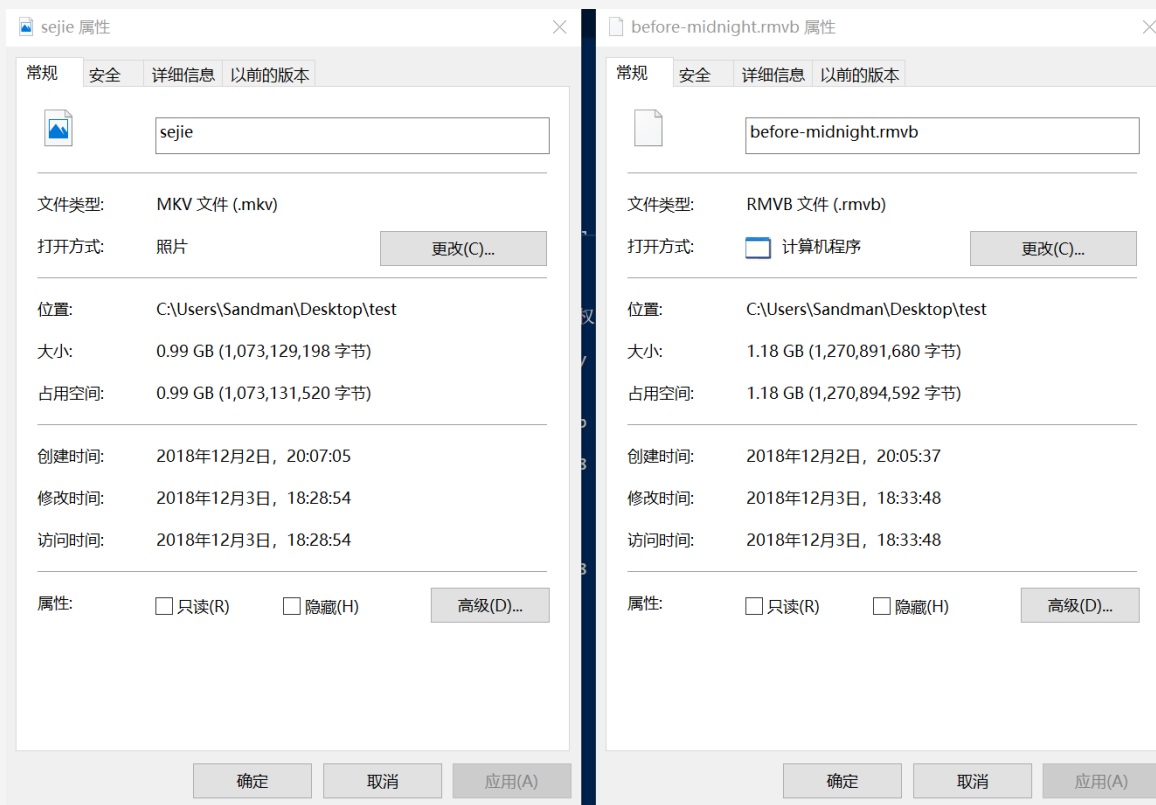 sejie 属性
常规
安全
详细信息
以前的版本
sejie
文件类型:
MKV 文件 (.mkv)
打开方式:
照片
更改(C)...
位置:
C:\Users\Sandman\Desktop\test
大小:
0.99 GB (1,073,129,198 字节)
占用空间:
0.99 GB (1,073,131,520 字节)
创建时间:
2018年12月2日，20:07:05
修改时间:
2018年12月3日，18:28:54
访问时间:
2018年12月3日，18:28:54
属性:
只读(R)
隐藏(H)
高级(D)...
确定
取消
应用(A)
before-midnight.rmvb 属性
常规
安全
详细信息
以前的版本
before-midnight.rmvb
文件类型:
RMVB 文件 (.rmvb)
打开方式:
计算机程序
更改(C)...
位置:
C:\Users\Sandman\Desktop\test
大小:
1.18 GB (1,270,891,680 字节)
占用空间:
1.18 GB (1,270,894,592 字节)
创建时间:
2018年12月2日，20:05:37
修改时间:
2018年12月3日，18:33:48
访问时间:
2018年12月3日，18:33:48
属性:
只读(R)
隐藏(H)
高级(D)...
确定
取消
应用(A)